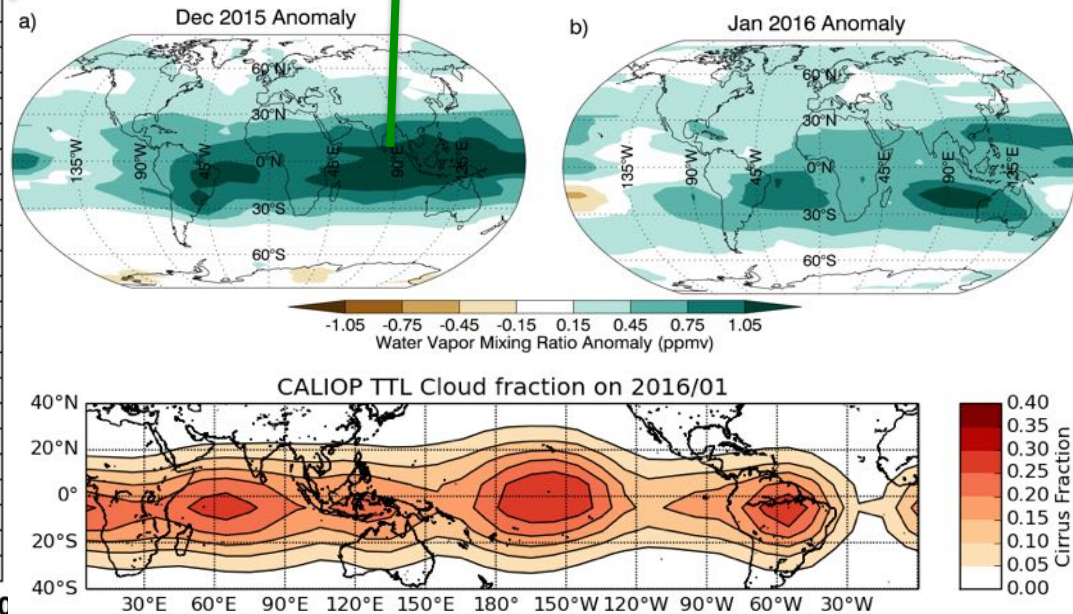 a)
Dec 2015 Anomaly
b)
Jan 2016 Anomaly
60°N
30°N
0°N
30°S
60°S
135°W
90°W
45°W
45°E
90°E
135°E
60°N
30°N
0°N
30°S
60°S
135°W
90°W
45°W
45°E
90°E
135°E
-1.05 -0.75 -0.45 -0.15 0.15 0.45 0.75 1.05
Water Vapor Mixing Ratio Anomaly (ppmv)
CALIOP TTL Cloud fraction on 2016/01
40°N
20°N
0°
20°S
40°S
30°E 60°E 90°E 120°E 150°E 180° 150°W 120°W 90°W 60°W 30°W
0.40
0.35
0.30
0.25
0.20
0.15
0.10
0.05
0.00
Cirrus Fraction